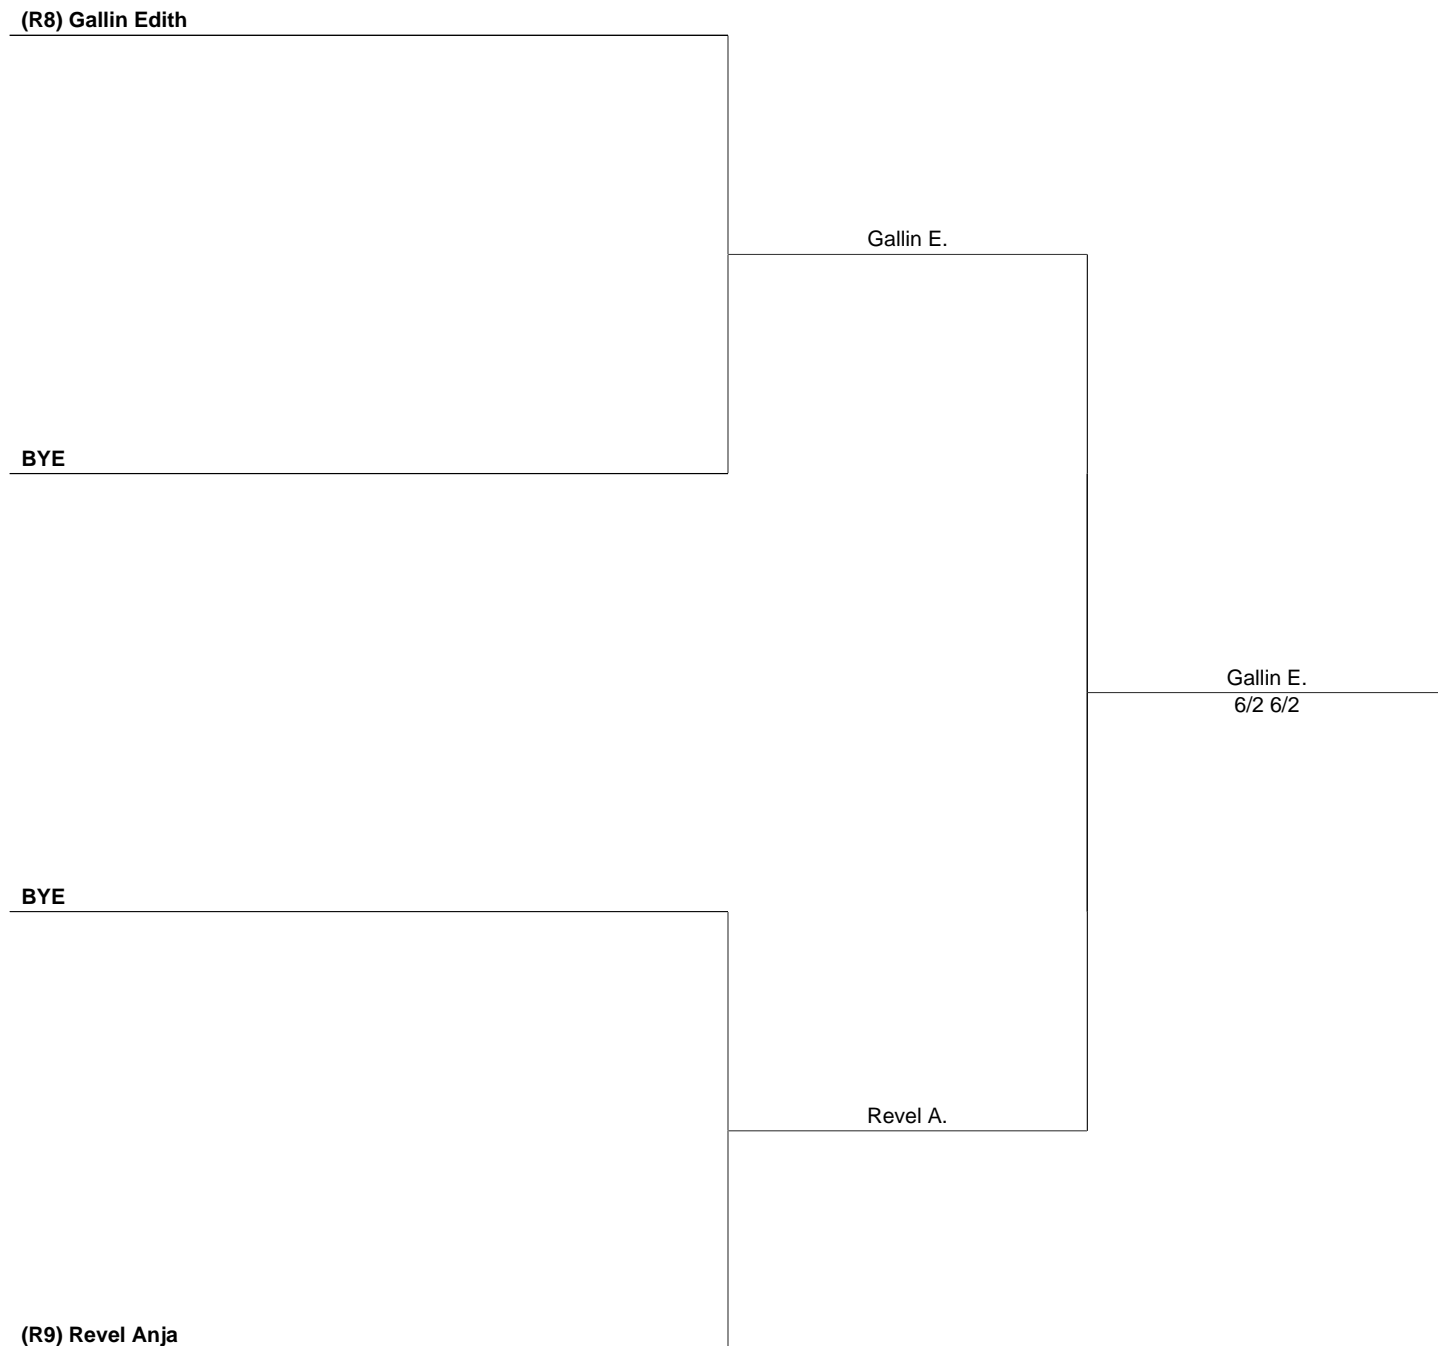 (R8) Gallin Edith
Gallin E.
BYE
Gallin E.
6/2 6/2
BYE
Revel A.
(R9) Revel Anja